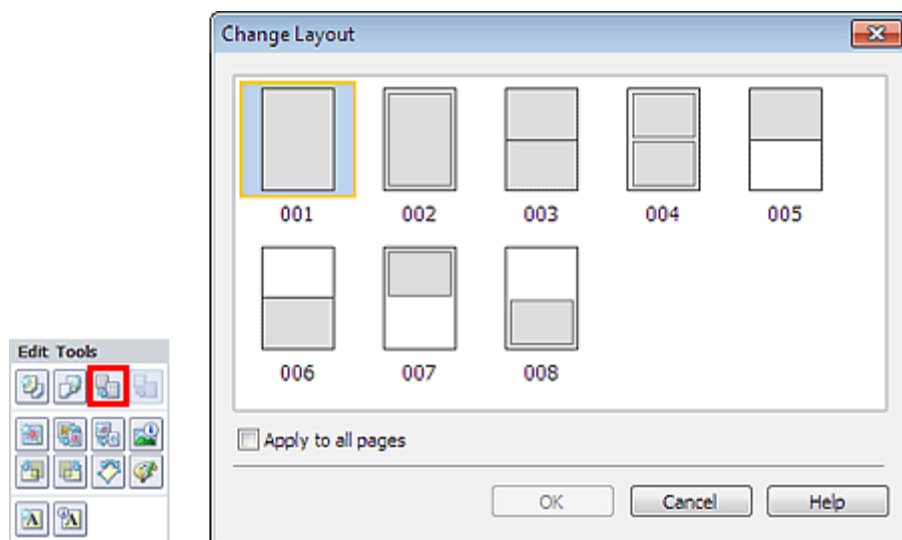 Change Layout
001 002 003 004 005
006 007 008
Apply to all pages
OK Cancel Help
Edit Tools
A A